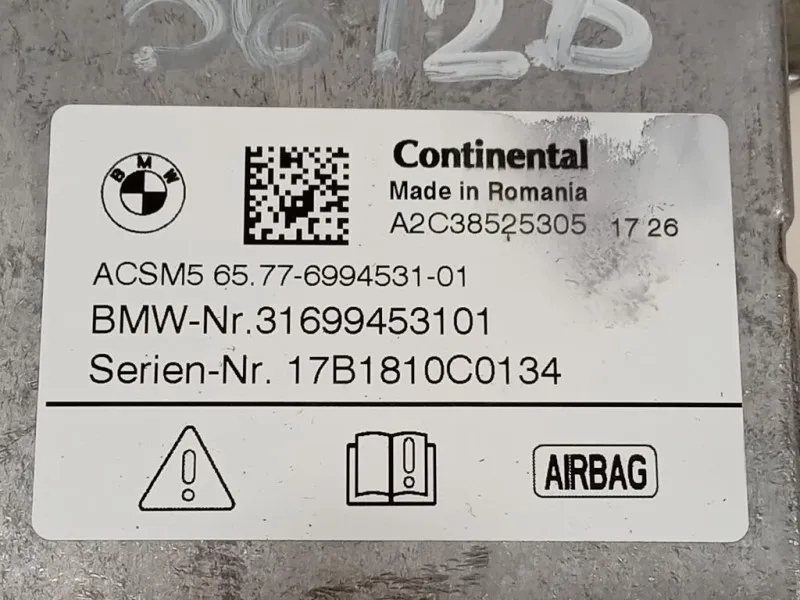 BMW
Continental
Made in Romania
A2C38525305 17 26
ACSM5 65.77-6994531-01
BMW-Nr.31699453101
Serien-Nr. 17B1810C0134
AIRBAG